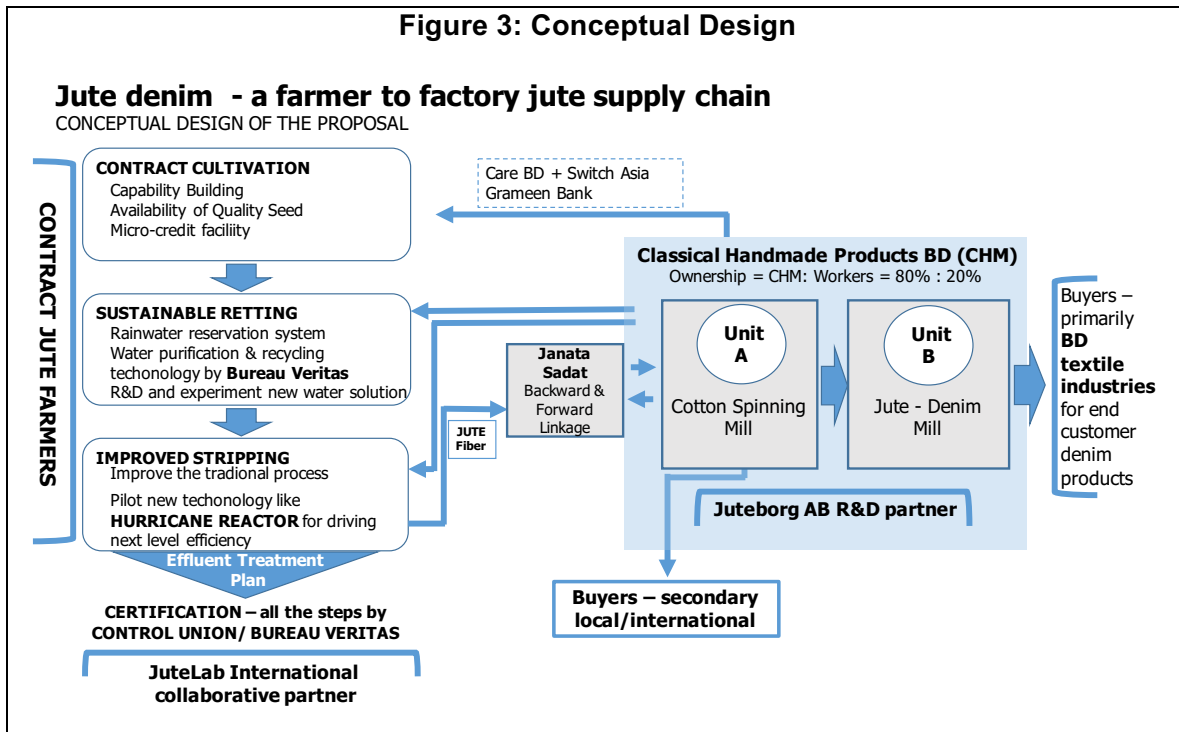 Figure 3: Conceptual Design
Jute denim - a farmer to factory jute supply chain
CONCEPTUAL DESIGN OF THE PROPOSAL
CONTRACT JUTE FARMERS
CONTRACT CULTIVATION
Capability Building
Availability of Quality Seed
Micro-credit faciliity
SUSTAINABLE RETTING
Rainwater reservation system
Water purification & recycling
techonology by Bureau Veritas
R&D and experiment new water solution
IMPROVED STRIPPING
Improve the tradional process
Pilot new techonology like
HURRICANE REACTOR for driving
next level efficiency
Effluent Treatment
Plan
CERTIFICATION – all the steps by
CONTROL UNION/ BUREAU VERITAS
JuteLab International
collaborative partner
Care BD + Switch Asia
Grameen Bank
JUTE
Fiber
Janata
Sadat
Backward &
Forward
Linkage
Classical Handmade Products BD (CHM)
Ownership = CHM: Workers = 80% : 20%
Unit
A
Cotton Spinning
Mill
Unit
B
Jute - Denim
Mill
Juteborg AB R&D partner
Buyers – secondary
local/international
Buyers –
primarily
BD
textile
industries
for end
customer
denim
products